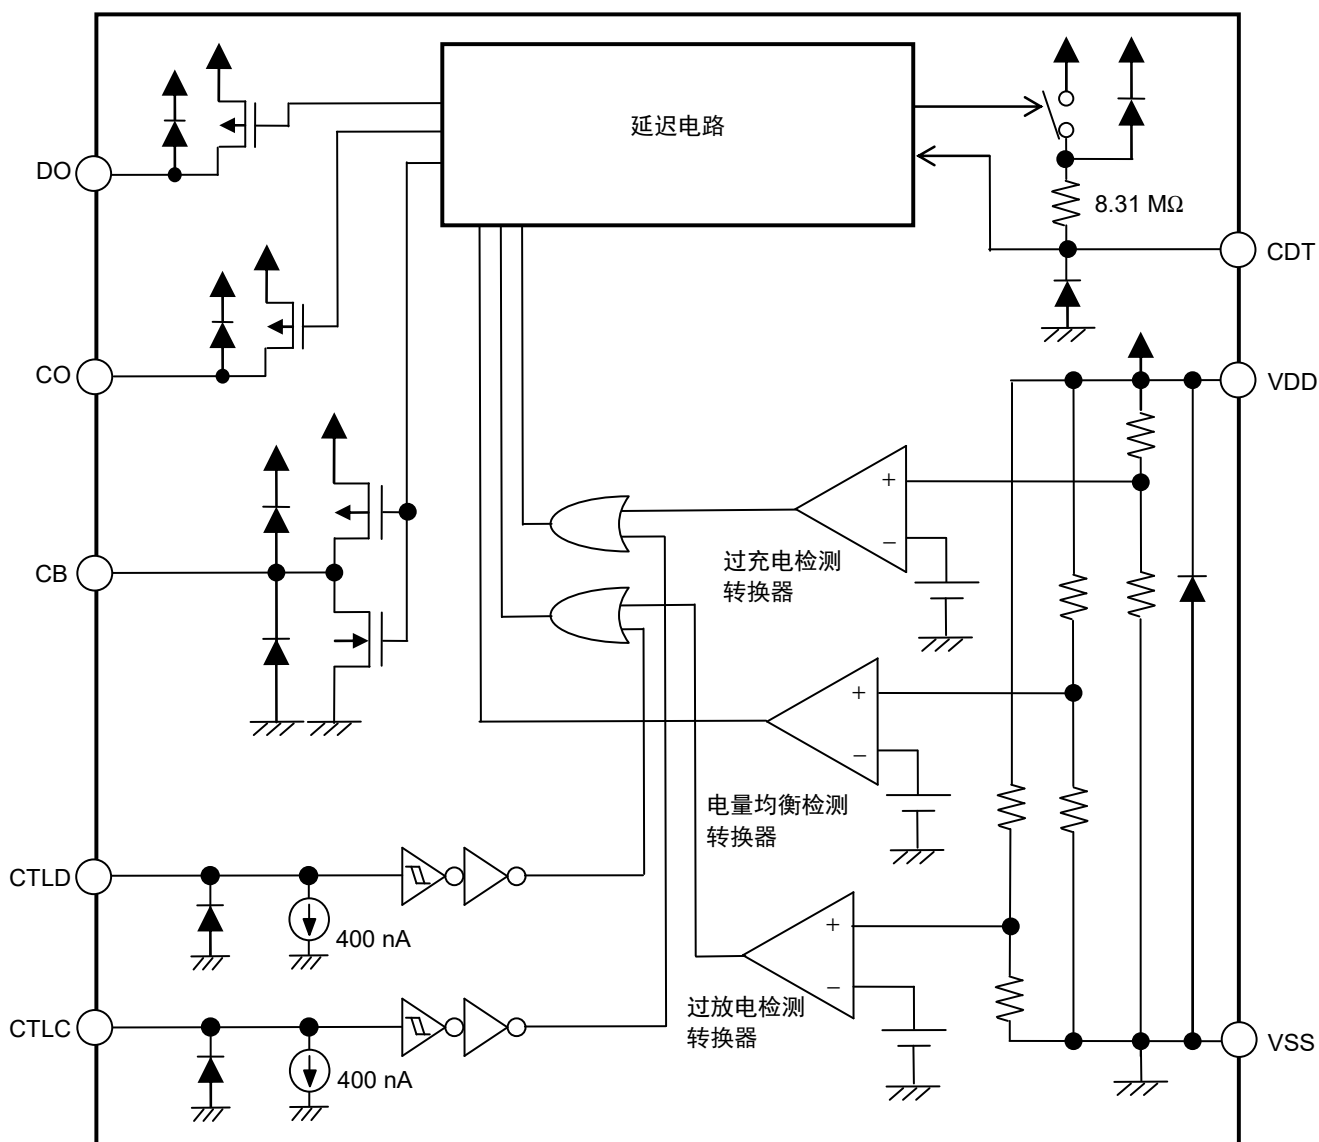 延迟电路
DO
8.31 MΩ
CDT
CO
VDD
+
−
过充电检测
转换器
CB
+
−
电量均衡检测
转换器
CTLD
400 nA
+
−
过放电检测
转换器
CTLC
400 nA
VSS